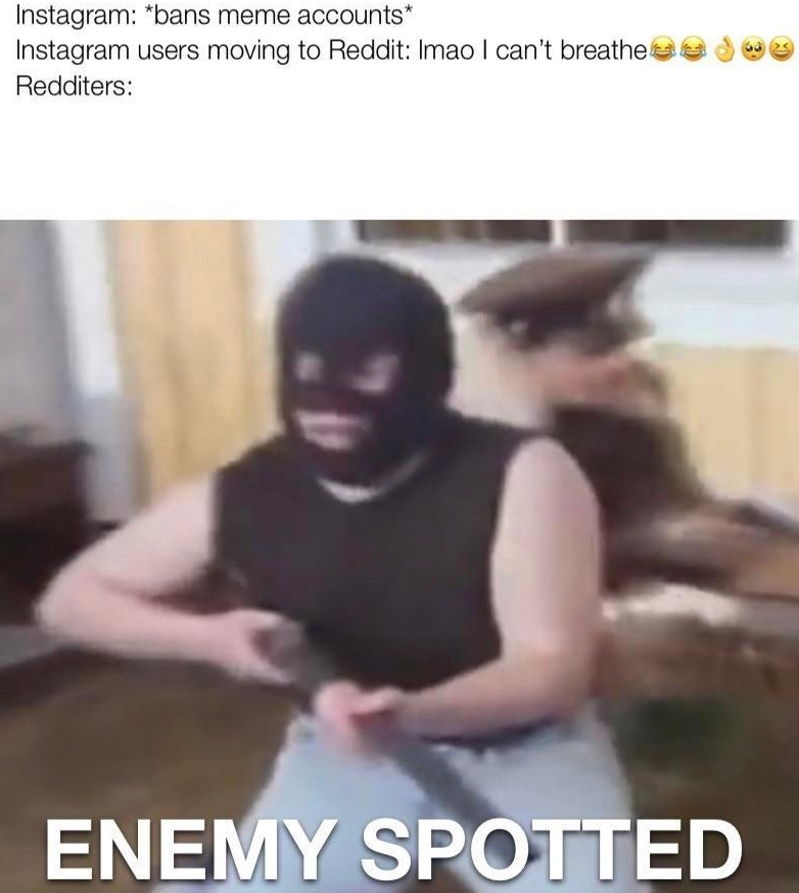 Instagram: *bans meme accounts*
Instagram users moving to Reddit: lmao I can’t breathe😂😂👌🥺😆
Redditers:
ENEMY SPOTTED